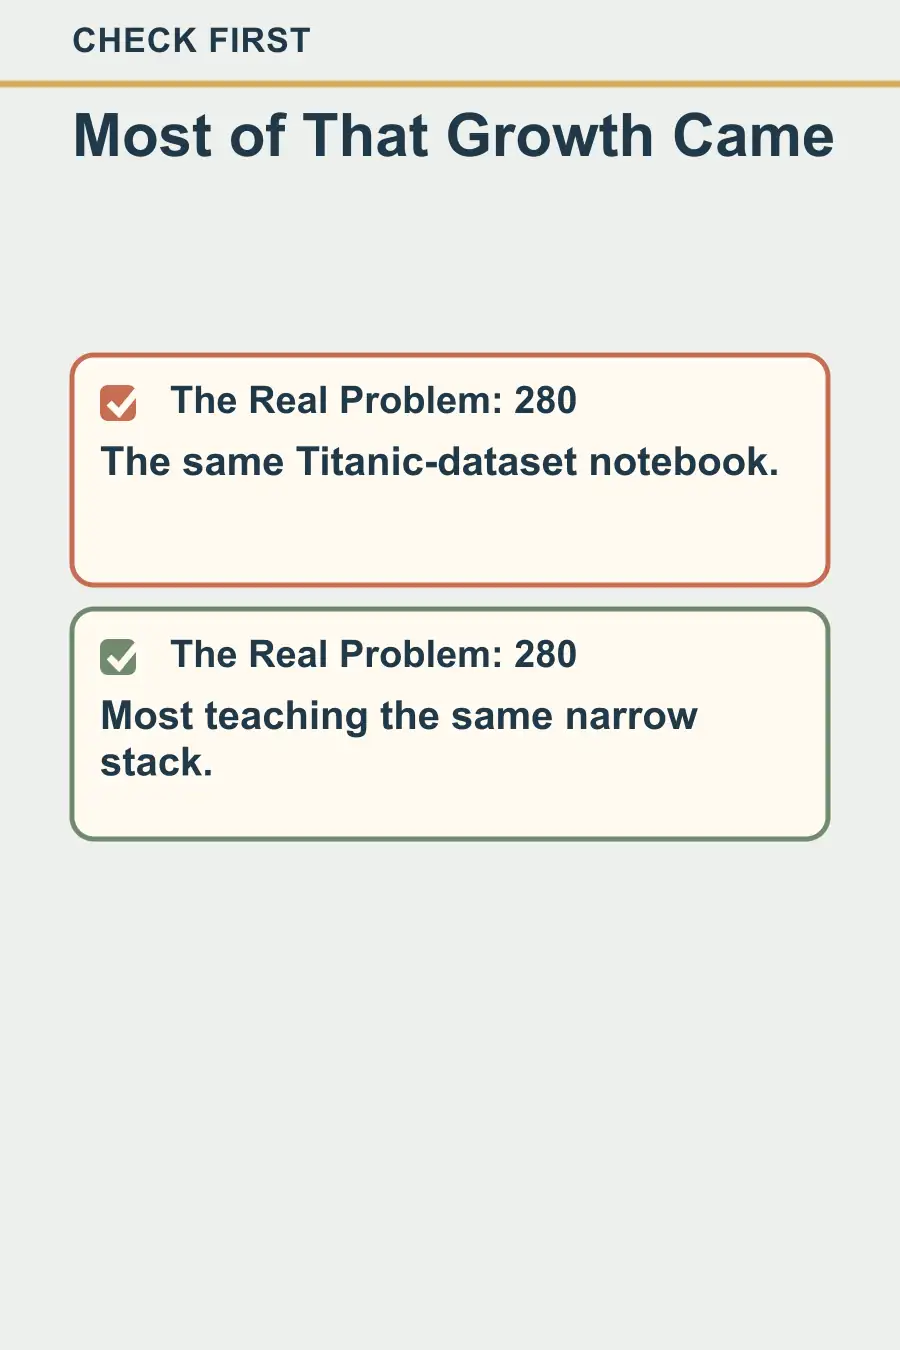 CHECK FIRST
Most of That Growth Came
The Real Problem: 280
The same Titanic-dataset notebook.
The Real Problem: 280
Most teaching the same narrow
stack.